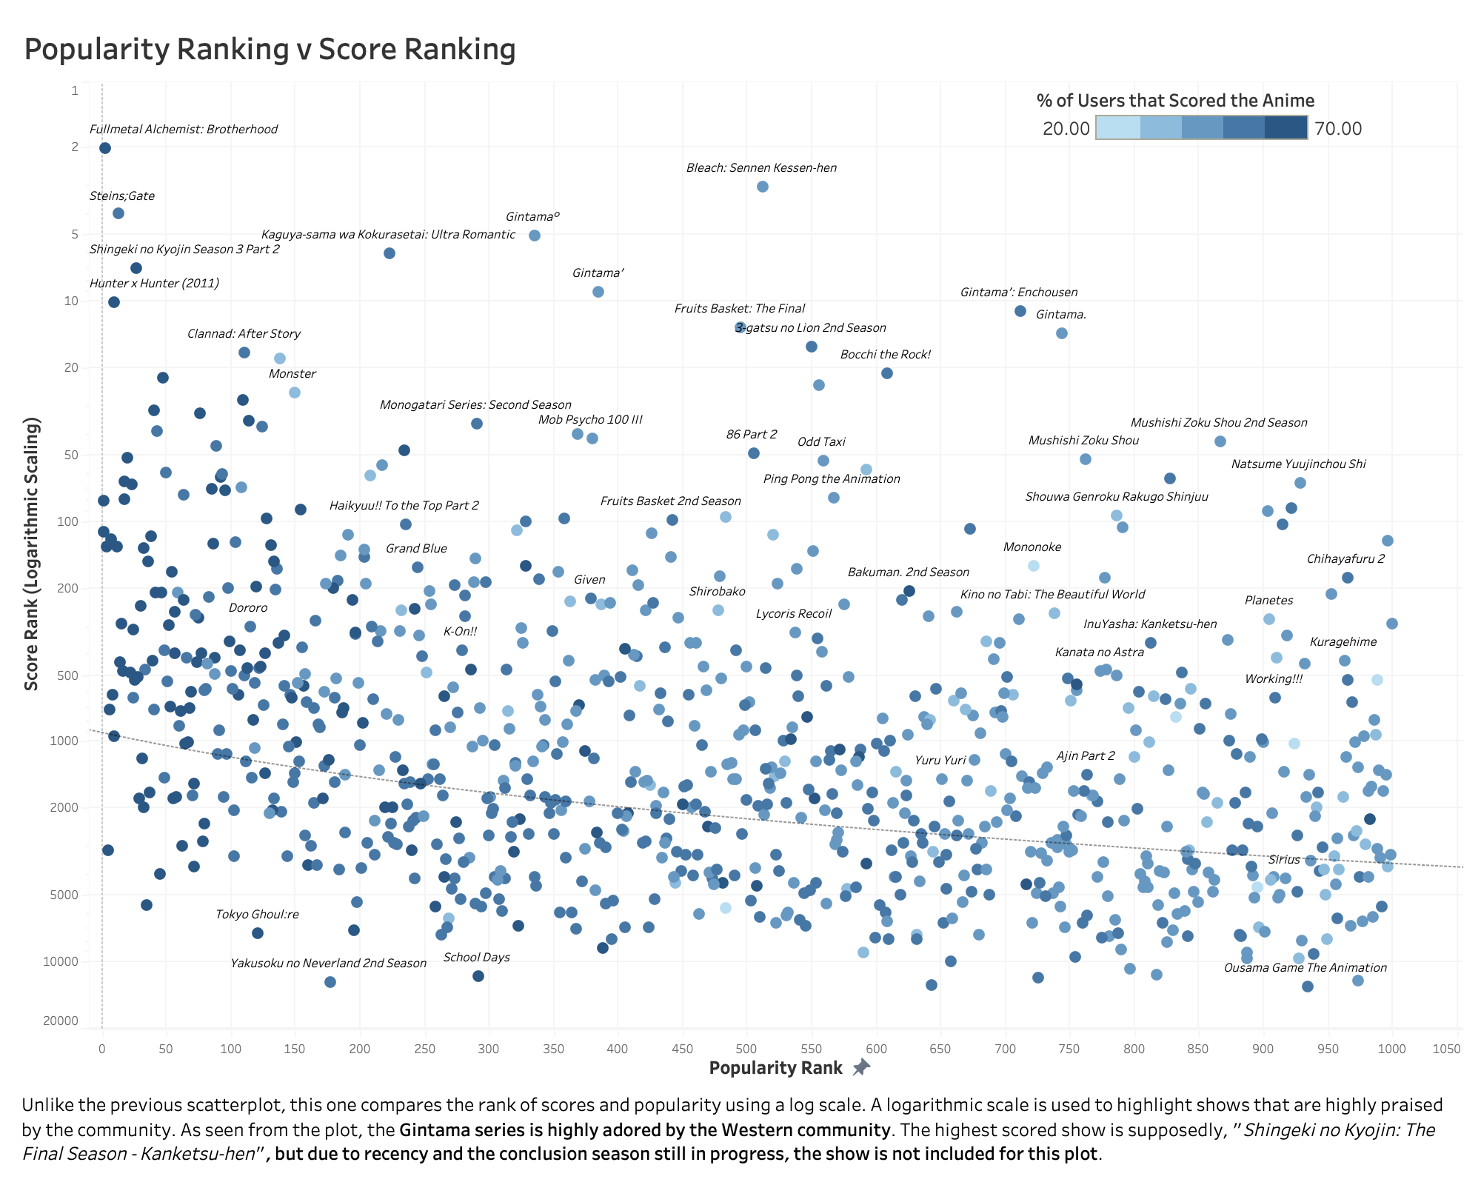 Popularity Ranking v Score Ranking
% of Users that Scored the Anime
20.00 70.00
1
Fullmetal Alchemist: Brotherhood
2
Bleach: Sennen Kessen-hen
Steins;Gate
Gintama°
5
Kaguya-sama wa Kokurasetai: Ultra Romantic
Shingeki no Kyojin Season 3 Part 2
Gintama'
Hunter x Hunter (2011)
Gintama': Enchousen
10
Fruits Basket: The Final
Gintama.
3-gatsu no Lion 2nd Season
Clannad: After Story
Bocchi the Rock!
20
Monster
Monogatari Series: Second Season
Mob Psycho 100 III
Mushishi Zoku Shou 2nd Season
86 Part 2
Odd Taxi
Mushishi Zoku Shou
50
Natsume Yuujinchou Shi
Ping Pong the Animation
Showa Genroku Rakugo Shinjuu
Fruits Basket 2nd Season
Haikyuu!! To the Top Part 2
100
Grand Blue
Mononoke
Chihayafuru 2
Bakuman. 2nd Season
Given
200
Shirobako
Kino no Tabi: The Beautiful World
Planetes
Dororo
Lycoris Recoil
InuYasha: Kanketsu-hen
K-On!!
Kuragehime
Kanata no Astra
500
Working!!!
1000
Yuru Yuri
Ajin Part 2
2000
Sirius
5000
Tokyo Ghoul:re
School Days
Yakusoku no Neverland 2nd Season
10000
Ousama Game The Animation
20000
Score Rank (Logarithmic Scaling)
0 50 100 150 200 250 300 350 400 450 500 550 600 650 700 750 800 850 900 950 1000 1050
Popularity Rank
Unlike the previous scatterplot, this one compares the rank of scores and popularity using a log scale. A logarithmic scale is used to highlight shows that are highly praised
by the community. As seen from the plot, the Gintama series is highly adored by the Western community. The highest scored show is supposedly, "Shingeki no Kyojin: The
Final Season - Kanketsu-hen", but due to recency and the conclusion season still in progress, the show is not included for this plot.